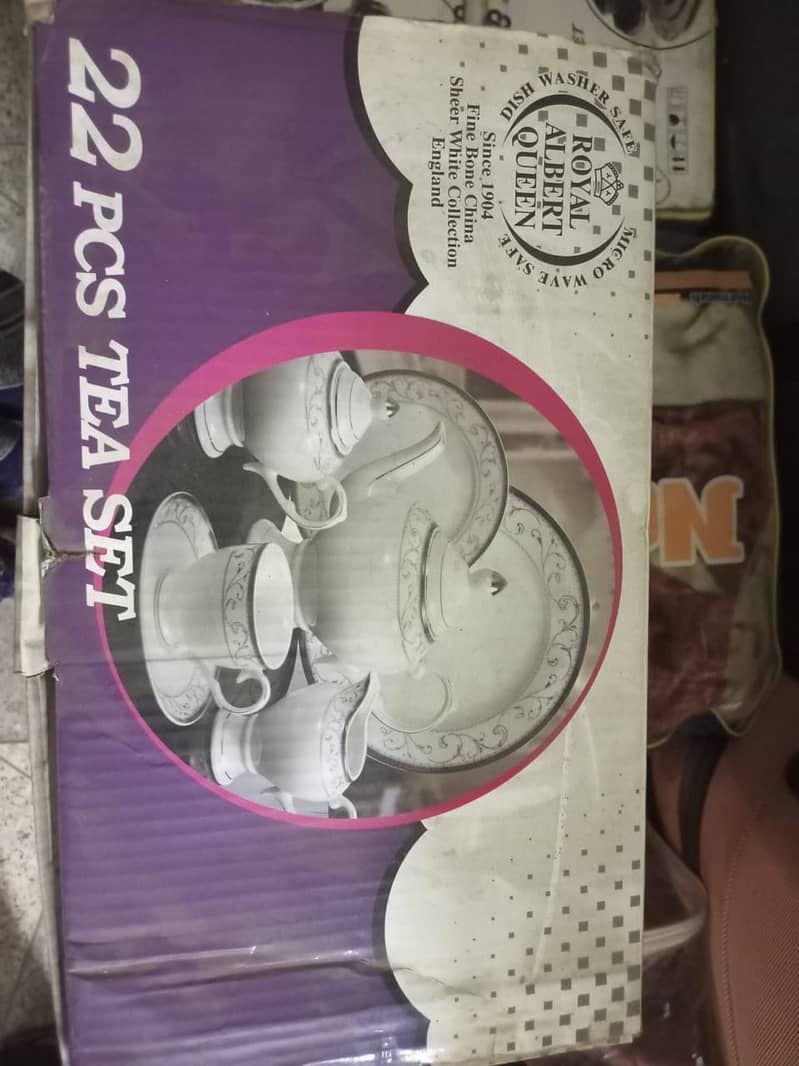 DISH WASHER SAFE
ROYAL
ALBERT
QUEEN
MICRO WAVE SAFE
Since 1904
Fine Bone China
Sheer White Collection
England
22 PCS TEA SET